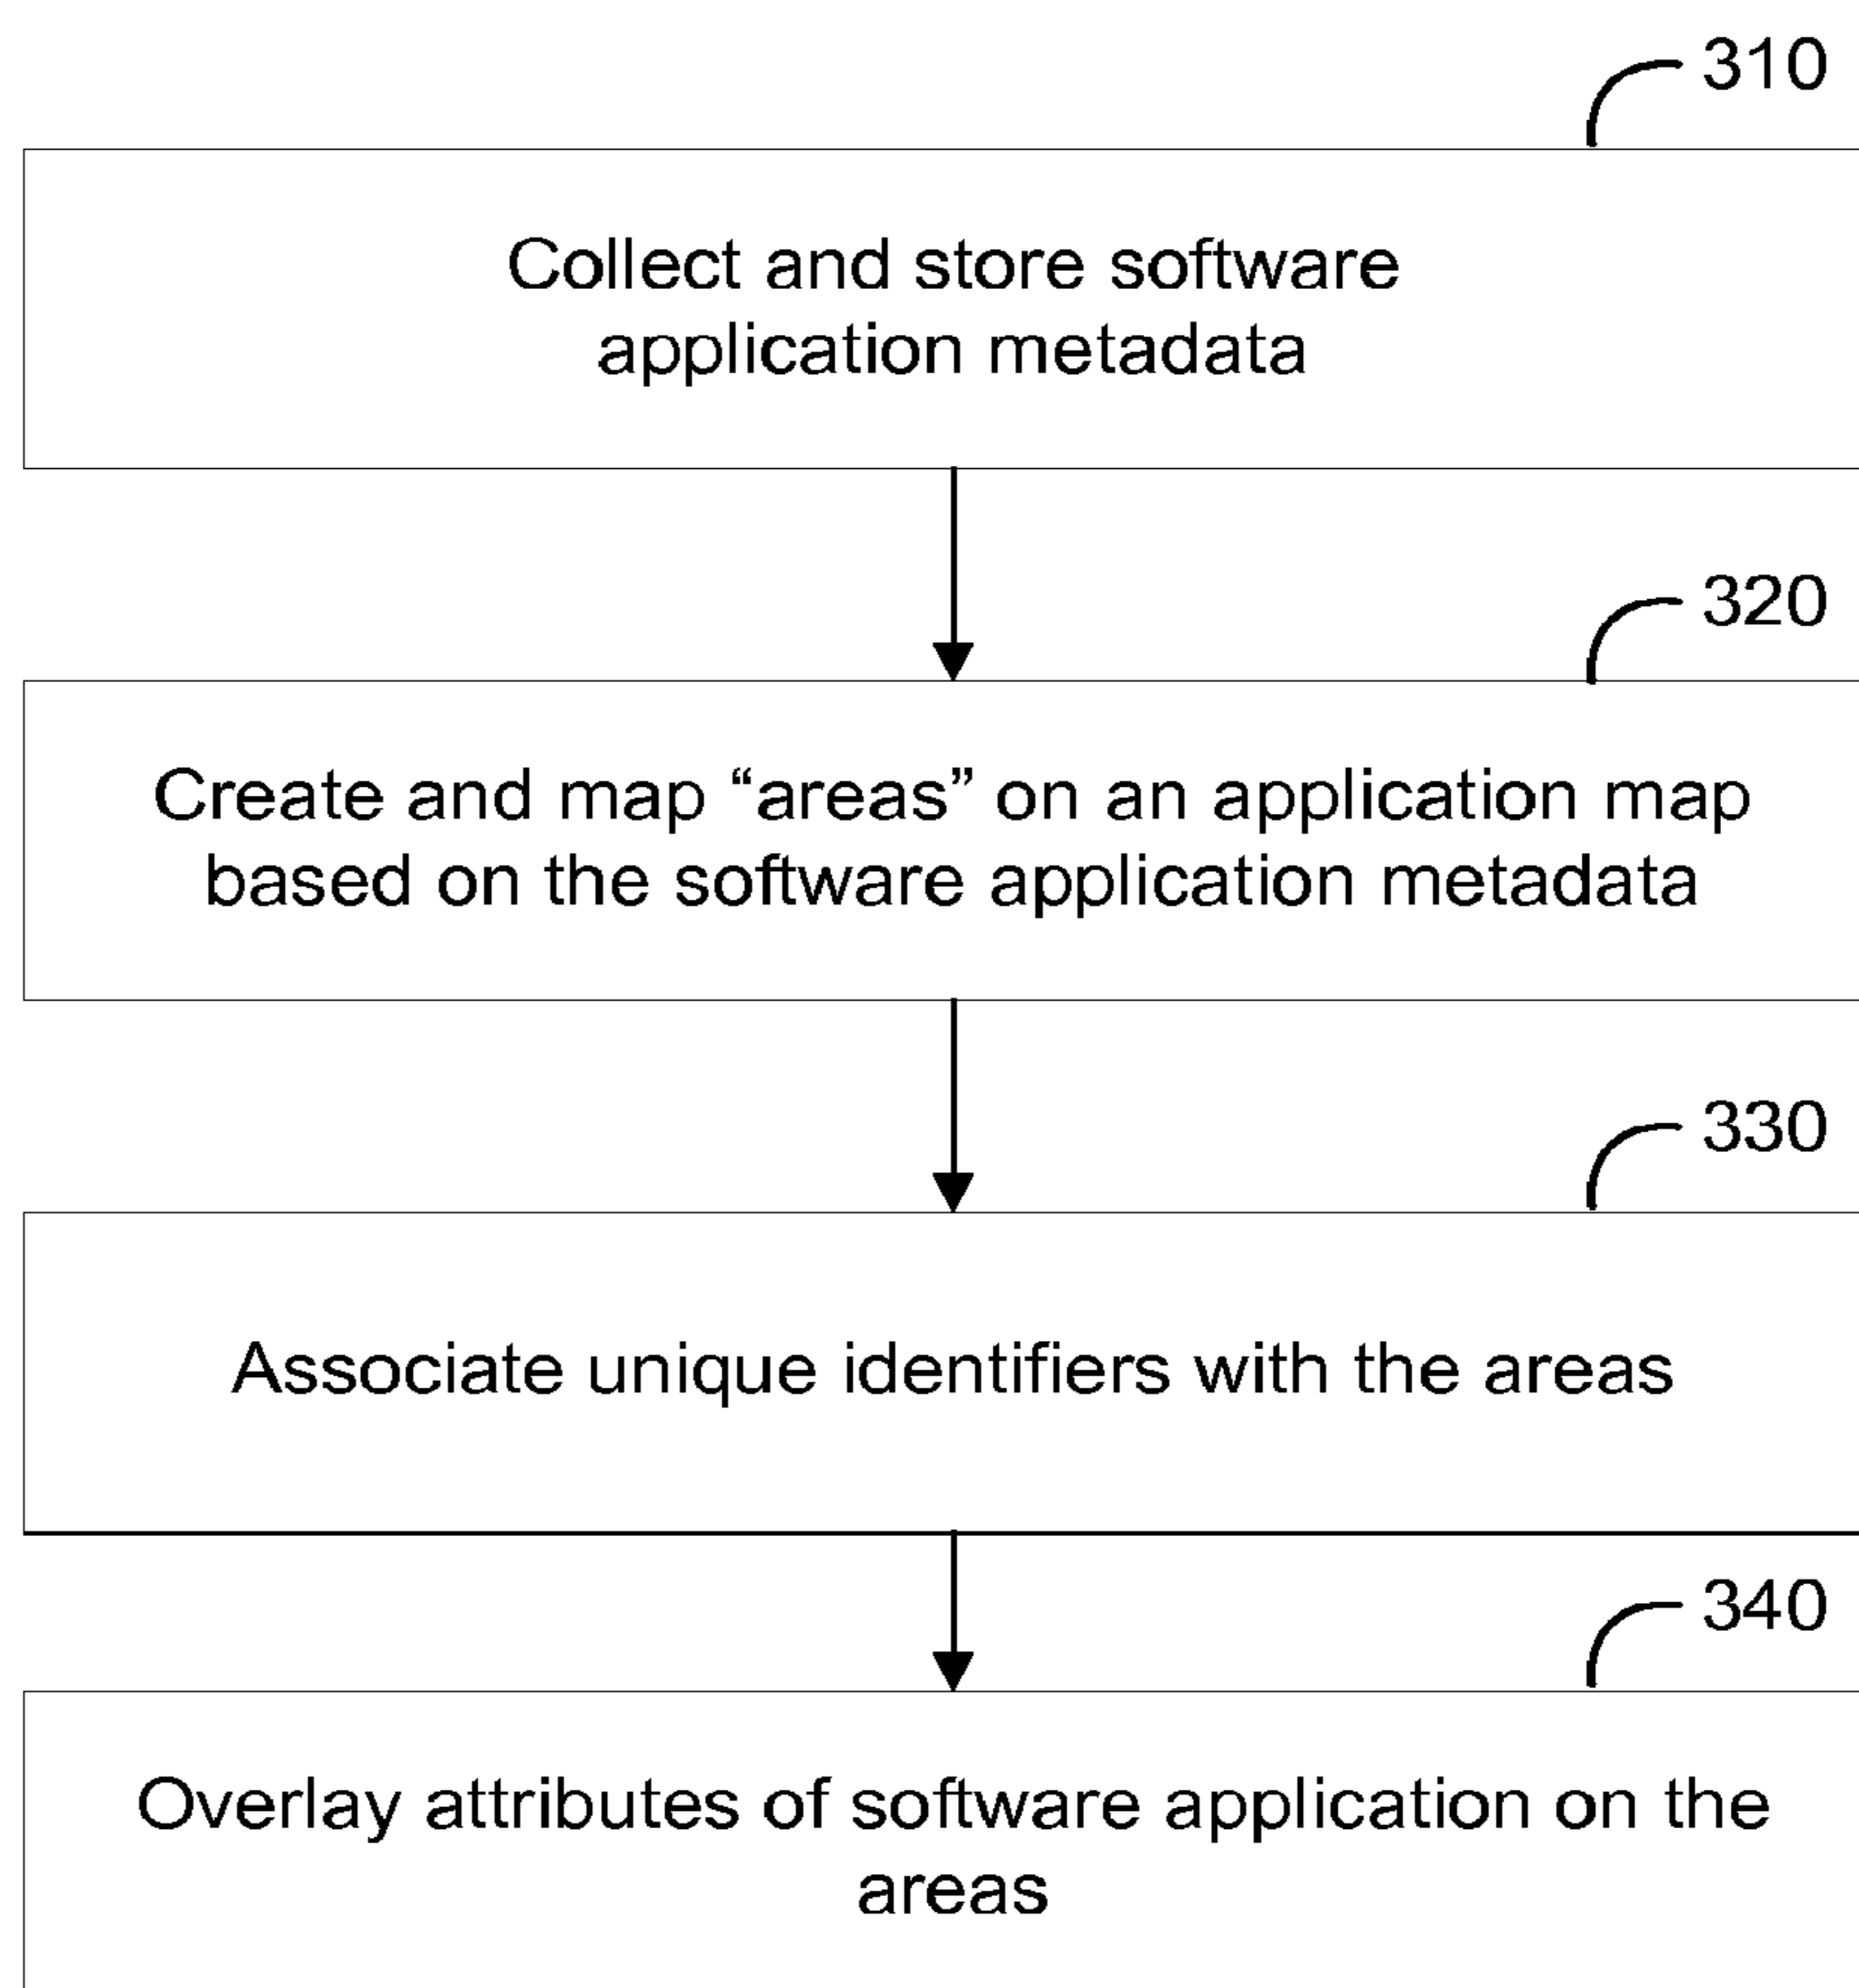 310
Collect and store software
application metadata
320
Create and map “areas” on an application map
based on the software application metadata
330
Associate unique identifiers with the areas
340
Overlay attributes of software application on the
areas